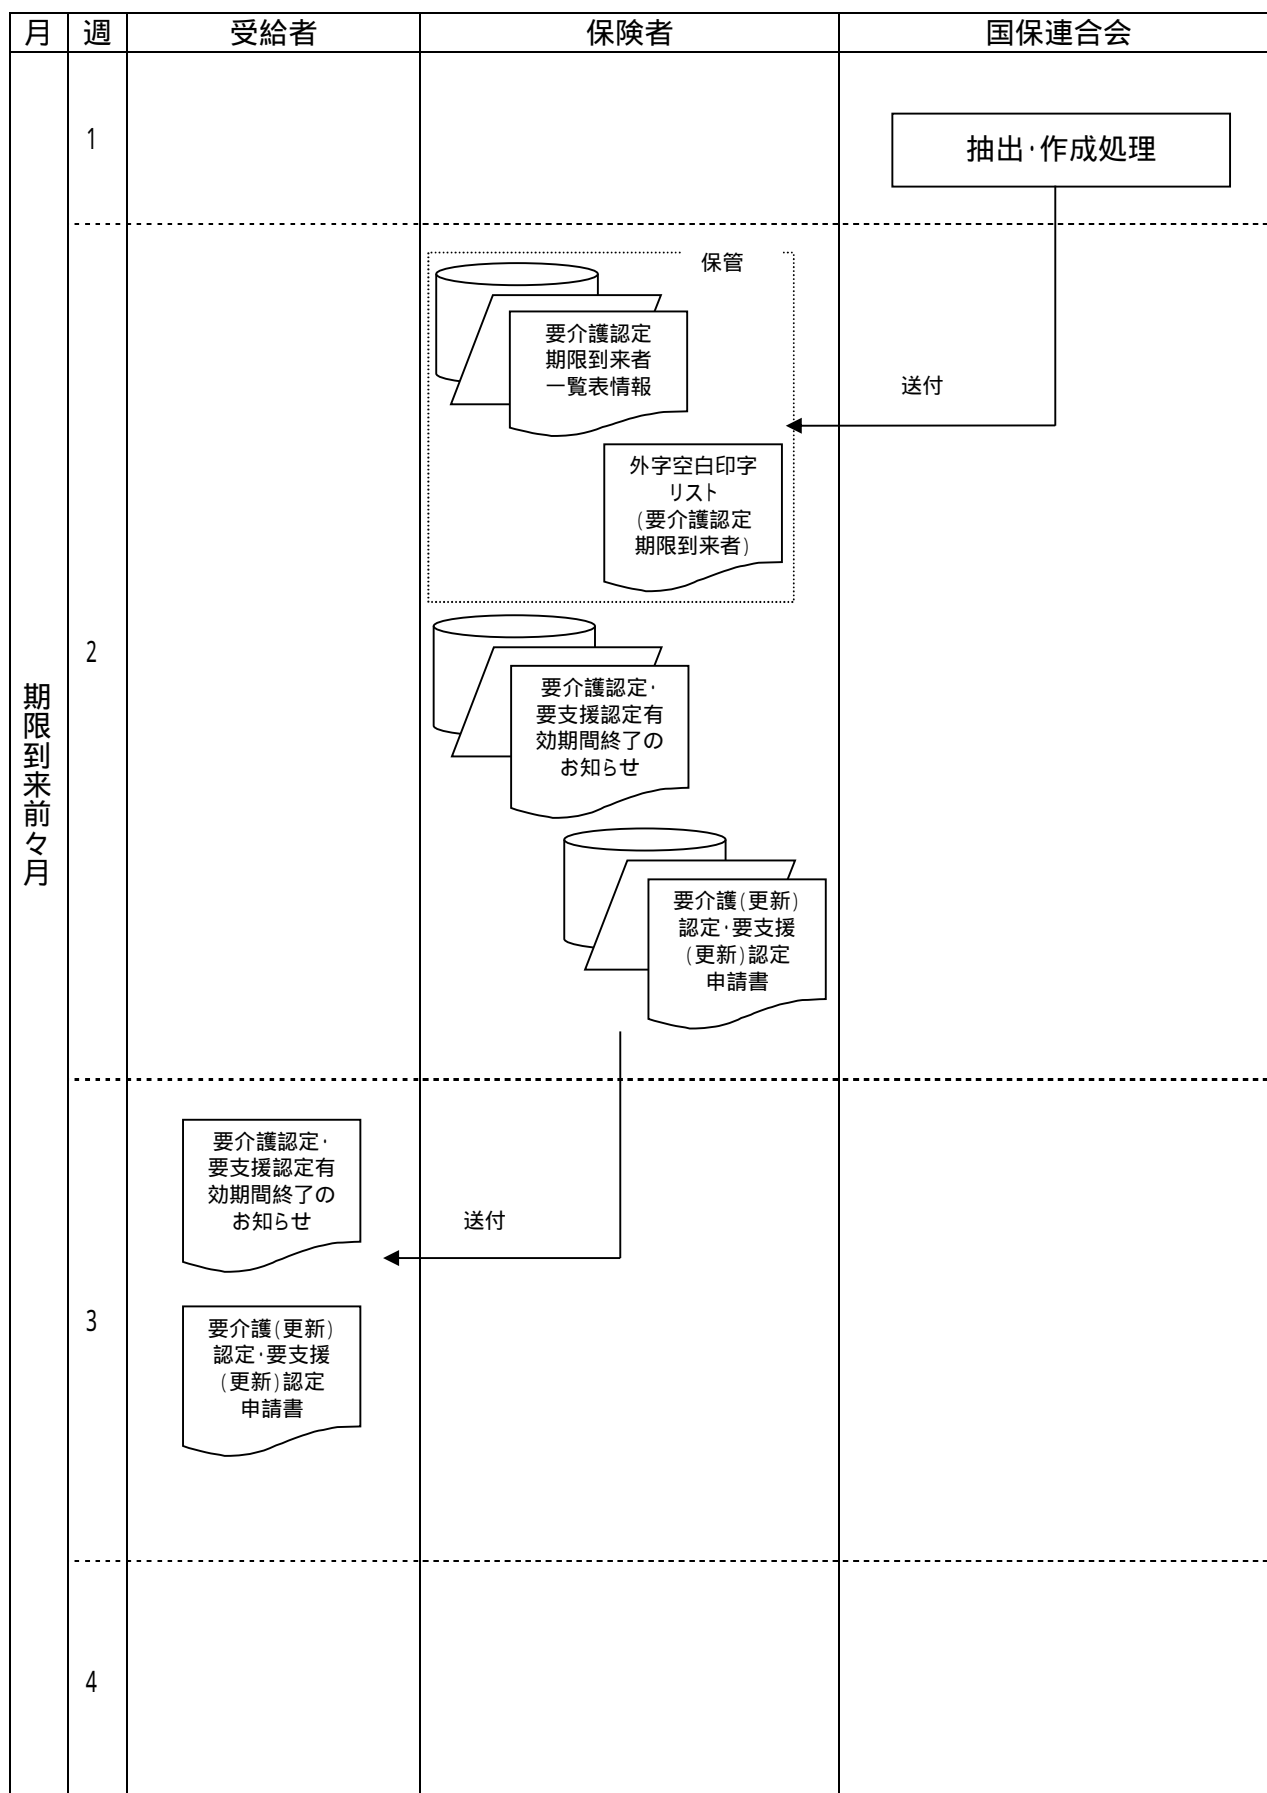 月 週 受給者 保険者 国保連合会
1
抽出・作成処理
保管
要介護認定
期限到来者
一覧表情報
送付
外字空白印字
リスト
(要介護認定
期限到来者)
2
要介護認定・
要支援認定有
効期間終了の
お知らせ
期限到来前々月
要介護(更新)
認定・要支援
(更新)認定
申請書
要介護認定・
要支援認定有
効期間終了の
お知らせ
送付
3
要介護(更新)
認定・要支援
(更新)認定
申請書
4